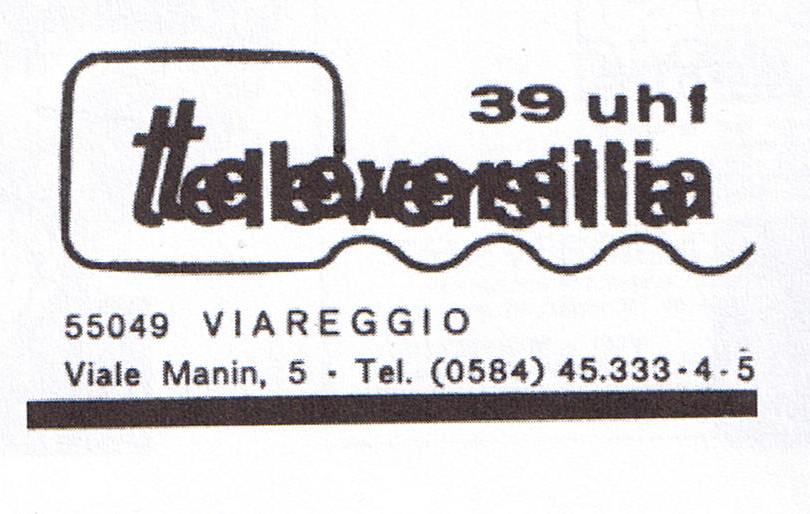 39 uhf
televersilia
55049 VIAREGGIO
Viale Manin, 5 - Tel. (0584) 45.333-4-5